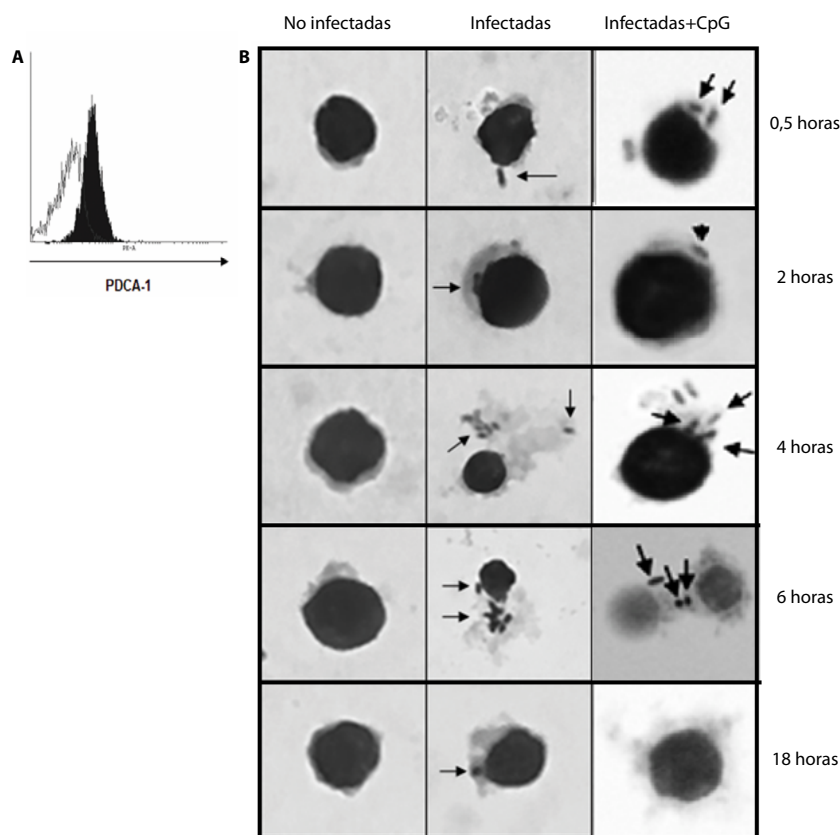 No infectadas
Infectadas
Infectadas+CpG
A
B
0,5 horas
2 horas
PDCA-1
4 horas
6 horas
18 horas